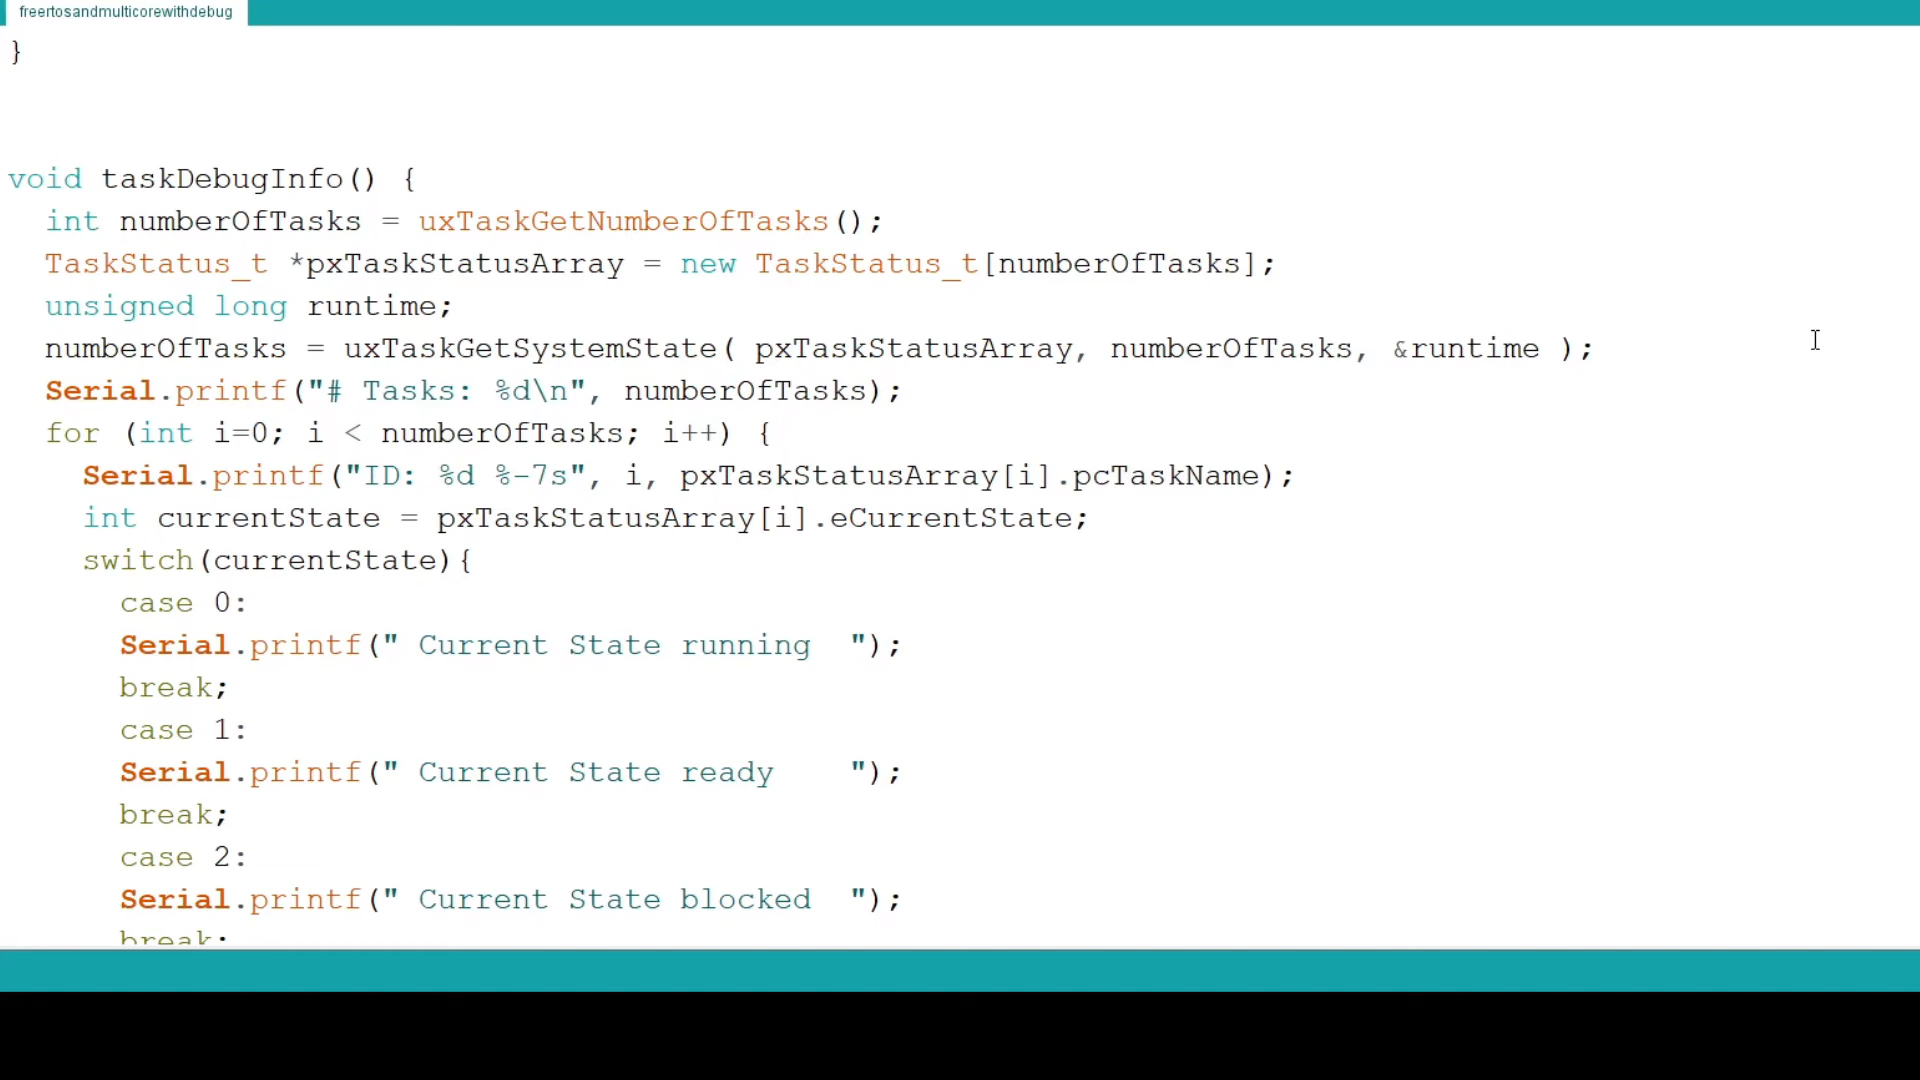 freertosandmulticorewithdebug
}
void taskDebugInfo() {
int numberOfTasks = uxTaskGetNumberOfTasks();
TaskStatus_t *pxTaskStatusArray = new TaskStatus_t[numberOfTasks];
unsigned long runtime;
numberOfTasks = uxTaskGetSystemState( pxTaskStatusArray, numberOfTasks, &runtime );
Serial.printf("# Tasks: %d\n", numberOfTasks);
for (int i=0; i < numberOfTasks; i++) {
Serial.printf("ID: %d %-7s", i, pxTaskStatusArray[i].pcTaskName);
int currentState = pxTaskStatusArray[i].eCurrentState;
switch(currentState){
case 0:
Serial.printf(" Current State running  ");
break;
case 1:
Serial.printf(" Current State ready    ");
break;
case 2:
Serial.printf(" Current State blocked  ");
break;